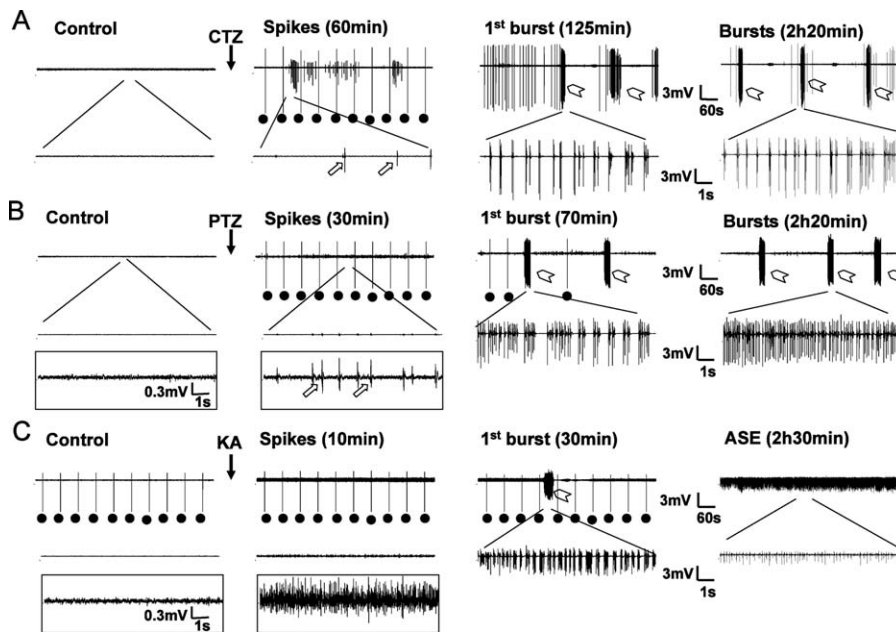 A
Control
CTZ
Spikes (60min)
1st burst (125min)
Bursts (2h20min)
3mV
60s
3mV
1s
B
Control
PTZ
Spikes (30min)
1st burst (70min)
Bursts (2h20min)
3mV
60s
3mV
1s
0.3mV
1s
C
Control
KA
Spikes (10min)
1st burst (30min)
ASE (2h30min)
3mV
60s
3mV
1s
0.3mV
1s